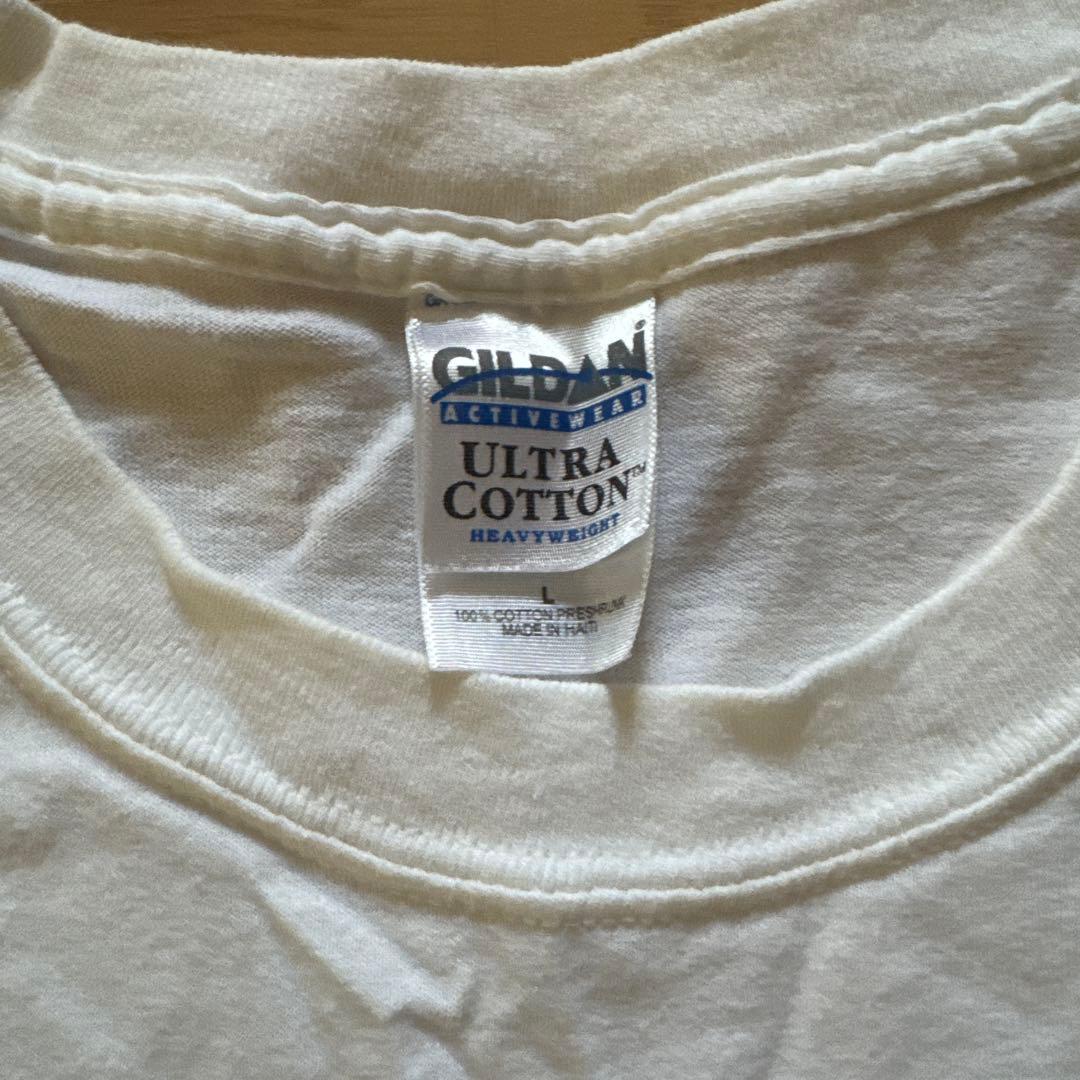 GILDAN
ACTIVEWEAR
ULTRA
COTTON™
HEAVYWEIGHT
L
100% COTTON PRESHRUNK
MADE IN HAITI